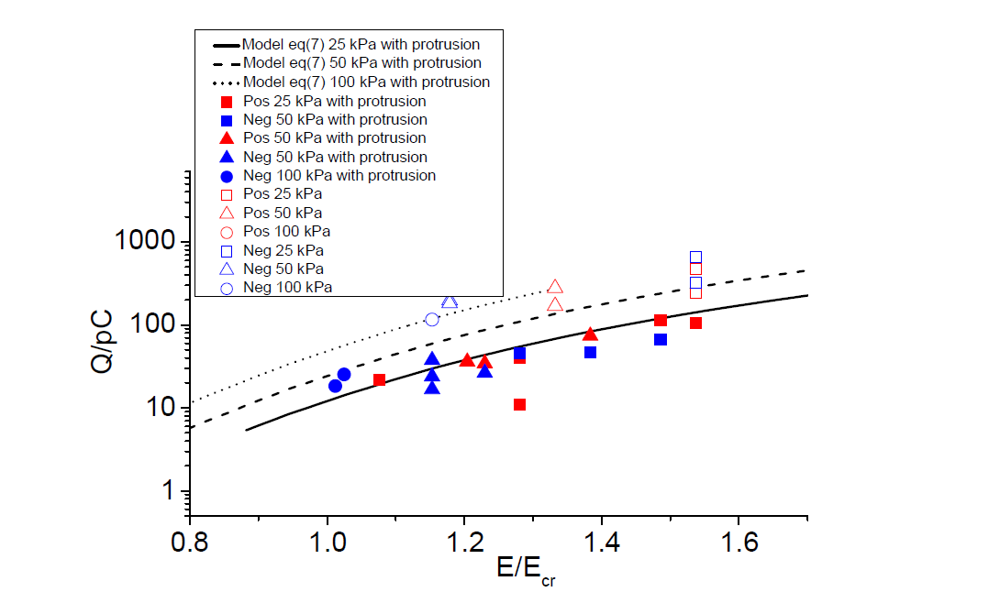 Model eq(7) 25 kPa with protrusion
Model eq(7) 50 kPa with protrusion
Model eq(7) 100 kPa with protrusion
Pos 25 kPa with protrusion
Neg 50 kPa with protrusion
Pos 50 kPa with protrusion
Neg 50 kPa with protrusion
Neg 100 kPa with protrusion
Pos 25 kPa
Pos 50 kPa
Pos 100 kPa
Neg 25 kPa
Neg 50 kPa
Neg 100 kPa
1000
100
10
1
Q/pC
0.8 1.0 1.2 1.4 1.6
E/Ecr